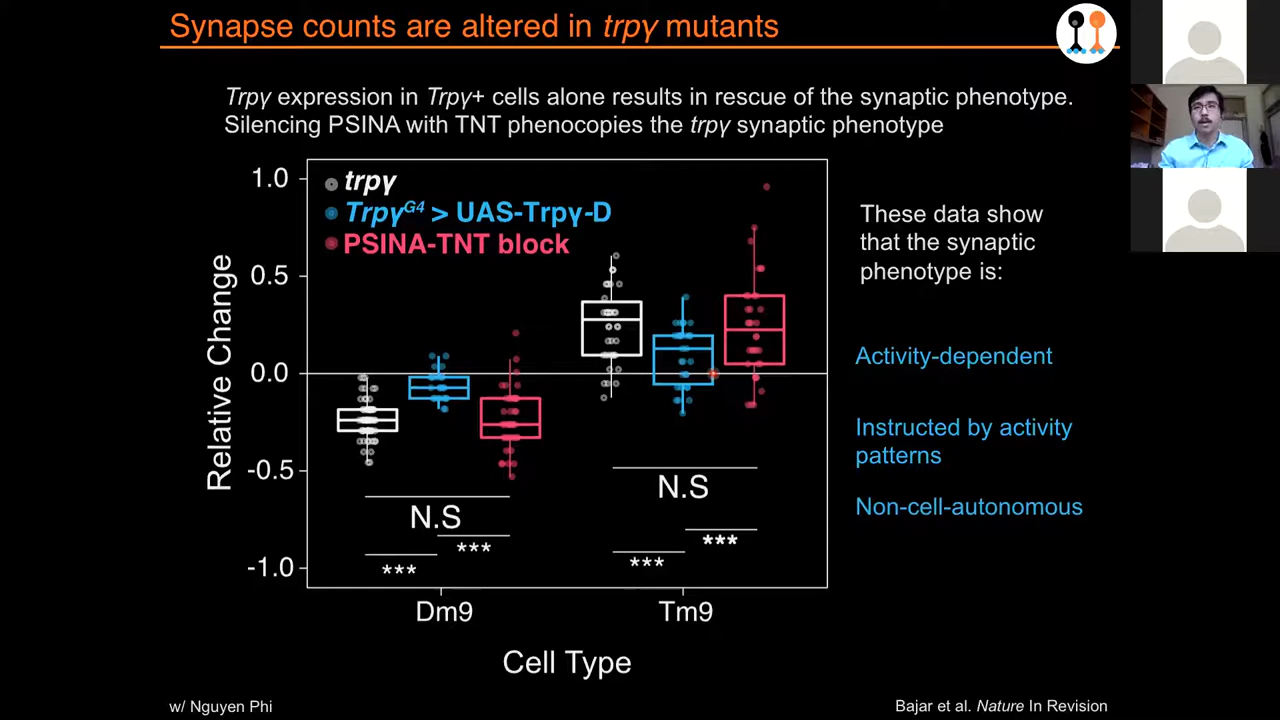 Synapse counts are altered in trpγ mutants
Trpγ expression in Trpγ+ cells alone results in rescue of the synaptic phenotype.
Silencing PSINA with TNT phenocopies the trpγ synaptic phenotype
1.0
0.5
0.0
-0.5
-1.0
Relative Change
trpγ
Trpγᴳ⁴ > UAS-Trpγ-D
PSINA-TNT block
N.S
***
***
N.S
***
***
Dm9
Tm9
Cell Type
These data show
that the synaptic
phenotype is:
Activity-dependent
Instructed by activity
patterns
Non-cell-autonomous
w/ Nguyen Phi
Bajar et al. Nature In Revision